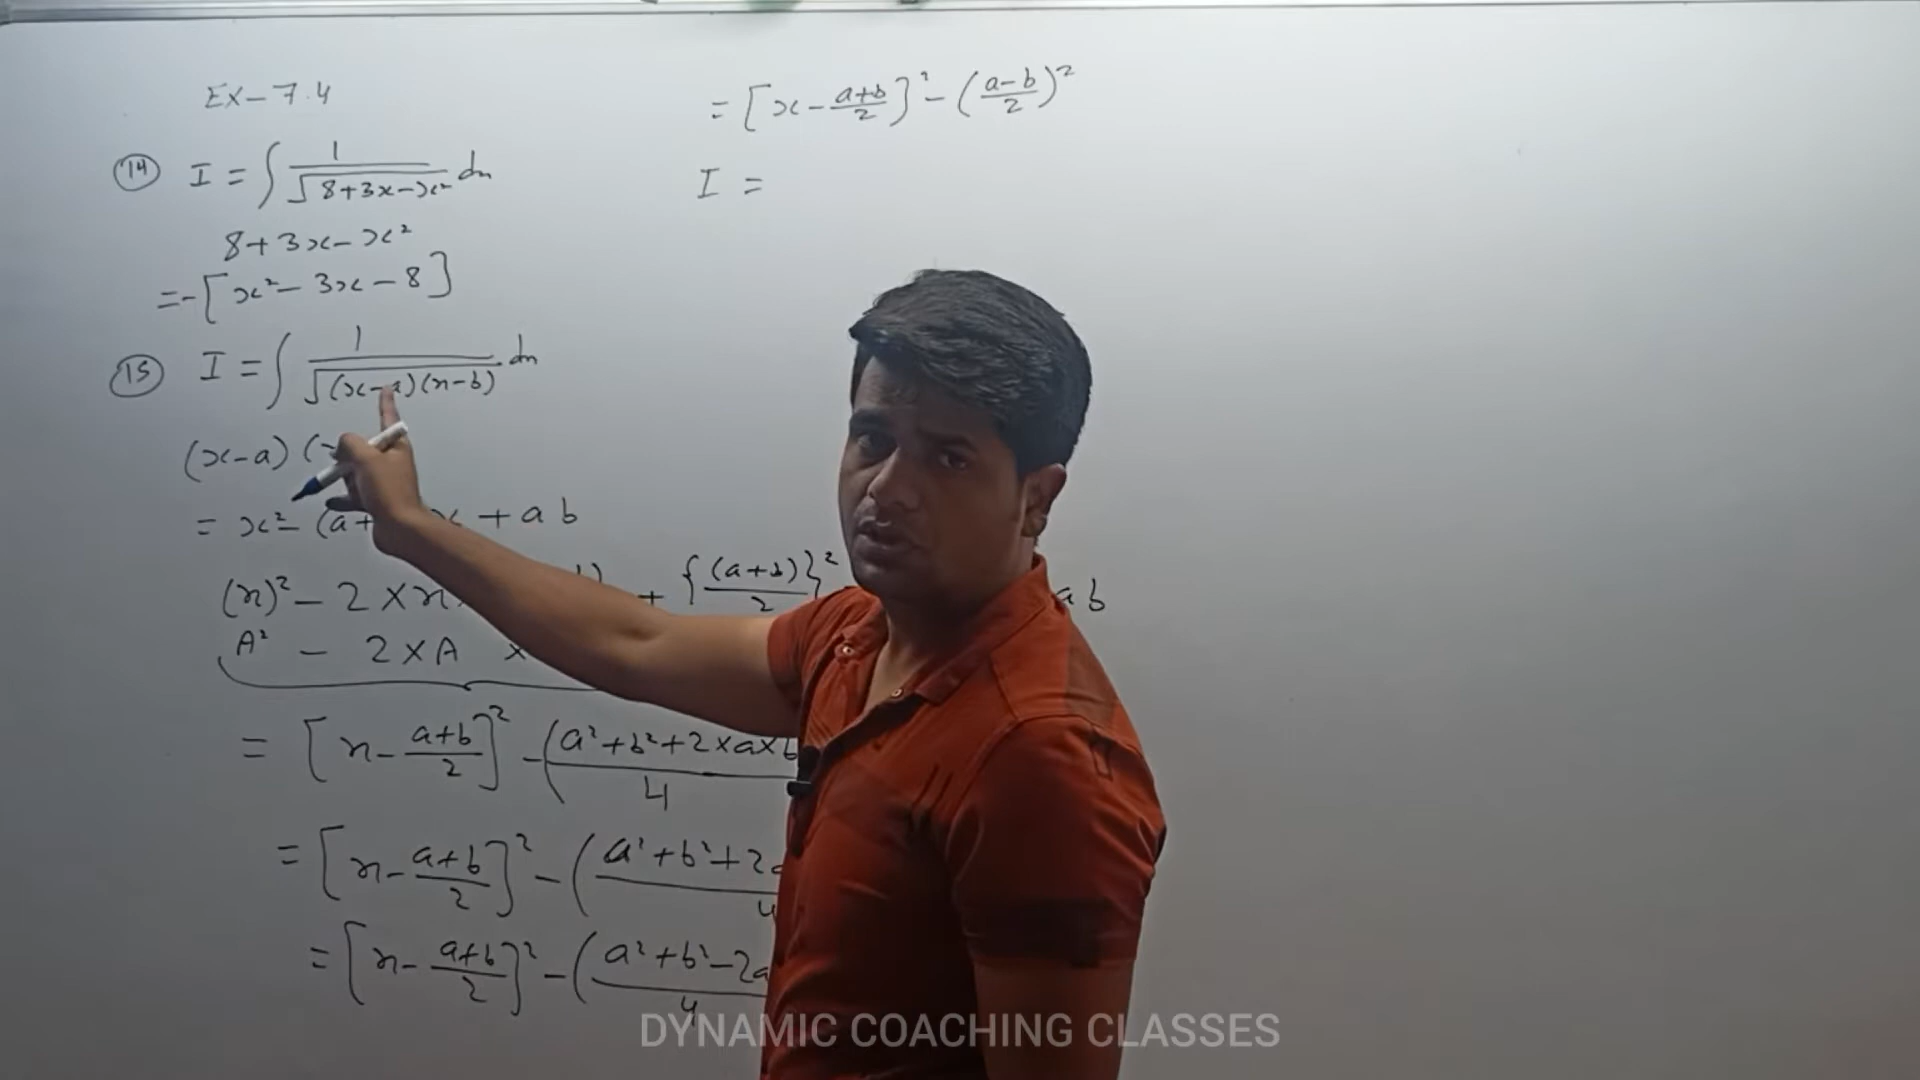 EX-7.4
(14) I = ∫ 1/√(8+3x-x²) dx
8+3x-x²
=-[x²-3x-8]
(15) I = ∫ 1/√((x-a)(x-b)) dx
(x-a)(
= x²-(a+ x + ab
(x)² - 2×x + {(a+b)/2}² ab
A² - 2×A ×
= [x - (a+b)/2]² - (a²+b²+2×a×b/4
= [x - (a+b)/2]² - (a²+b²+2a/4
= [x - (a+b)/2]² - (a²+b²-2a/4
= [x - (a+b)/2]² - ((a-b)/2)²
I =
DYNAMIC COACHING CLASSES